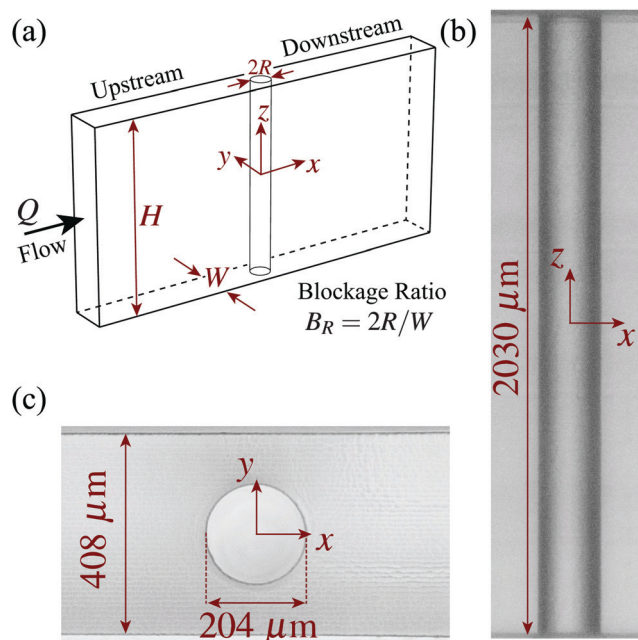 (a)
Upstream
Downstream
2R
z
y
x
H
Q
Flow
W
Blockage Ratio
B_R = 2R/W
(b)
2030 μm
z
x
(c)
408 μm
y
x
204 μm